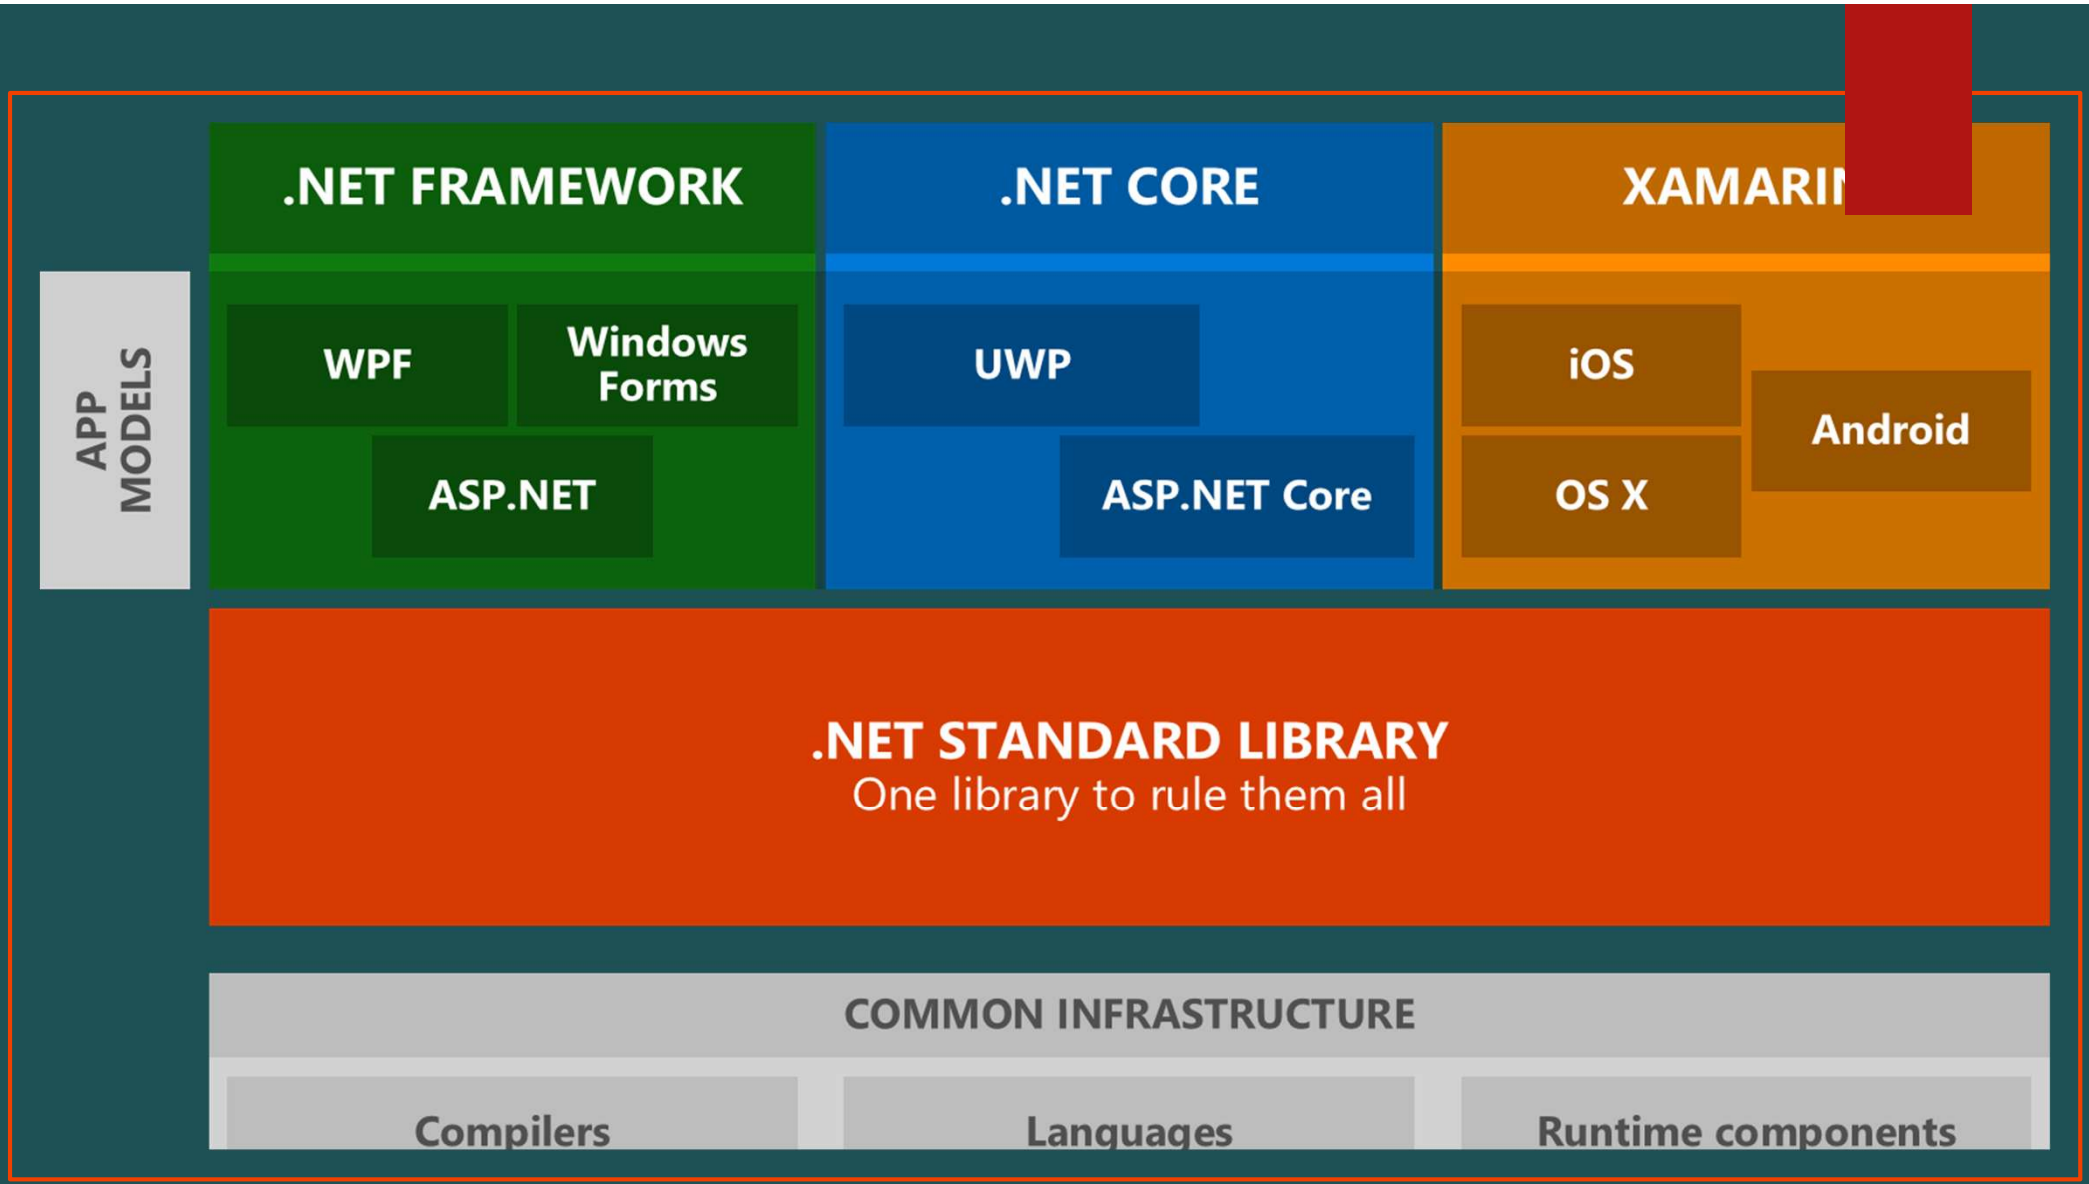 .NET FRAMEWORK
.NET CORE
XAMARIN
APP
MODELS
WPF
Windows
Forms
ASP.NET
UWP
ASP.NET Core
iOS
Android
OS X
.NET STANDARD LIBRARY
One library to rule them all
COMMON INFRASTRUCTURE
Compilers
Languages
Runtime components